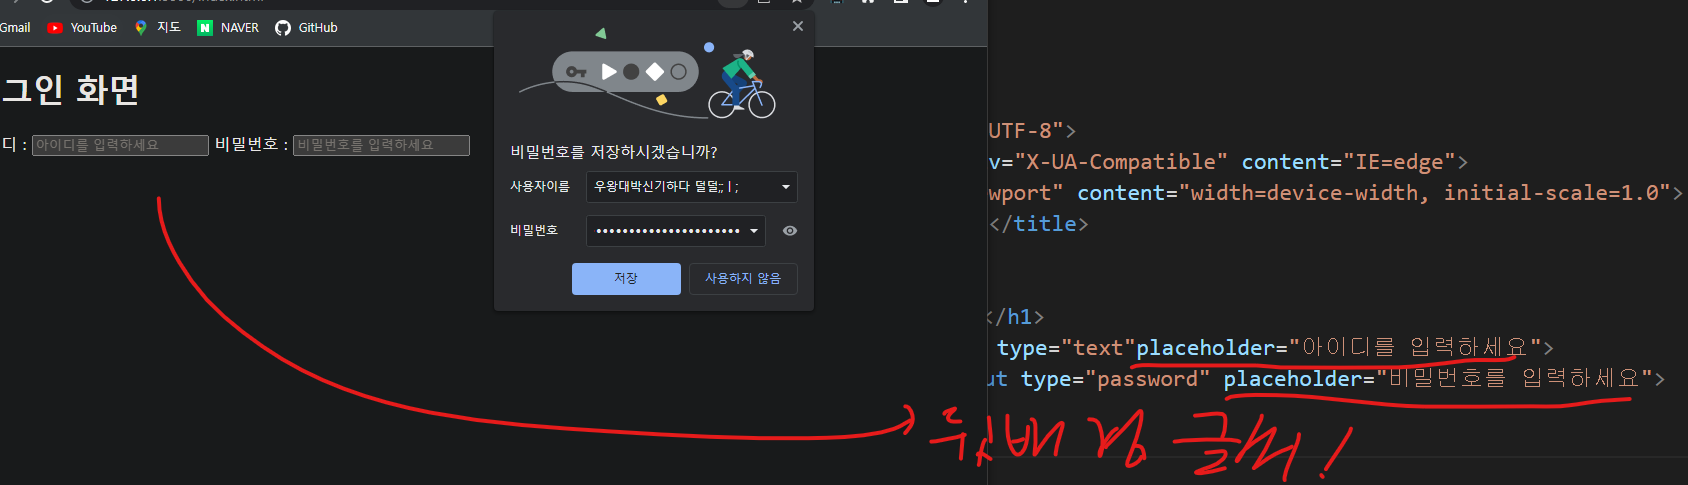 Gmail YouTube 지도 NAVER GitHub
그인 화면
디 : 아이디를 입력하세요 비밀번호 : 비밀번호를 입력하세요
비밀번호를 저장하시겠습니까?
사용자이름 우왕대박신기하다 덜덜;;ㅣ;
비밀번호 ••••••••••••••••••••••
저장 사용하지 않음
UTF-8">
v="X-UA-Compatible" content="IE=edge">
wport" content="width=device-width, initial-scale=1.0">
</title>
</h1>
type="text"placeholder="아이디를 입력하세요">
ut type="password" placeholder="비밀번호를 입력하세요">
뒷배경 글씨!